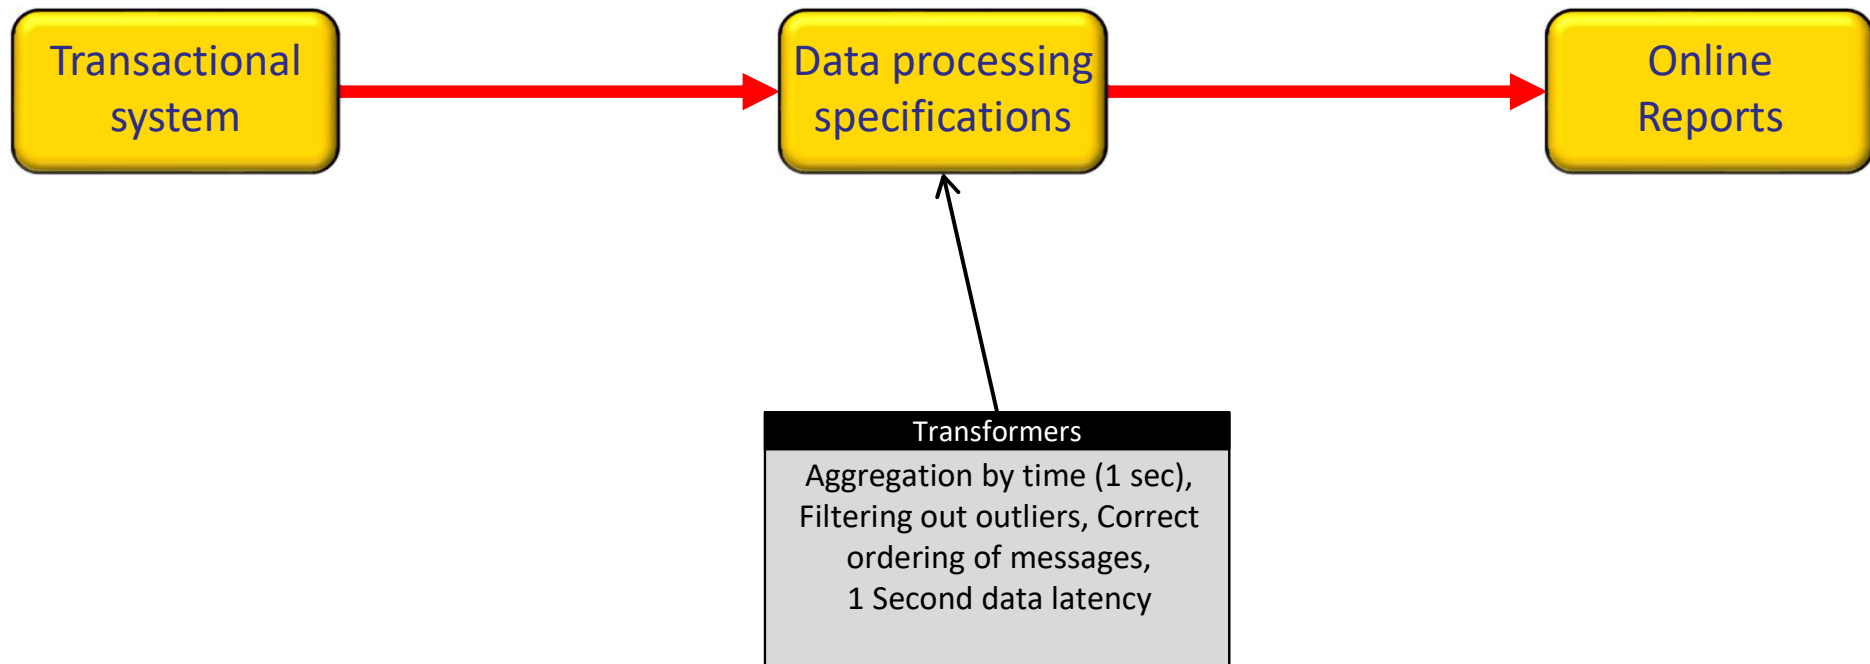 Transactional
system
Data processing
specifications
Online
Reports
Transformers
Aggregation by time (1 sec),
Filtering out outliers, Correct
ordering of messages,
1 Second data latency